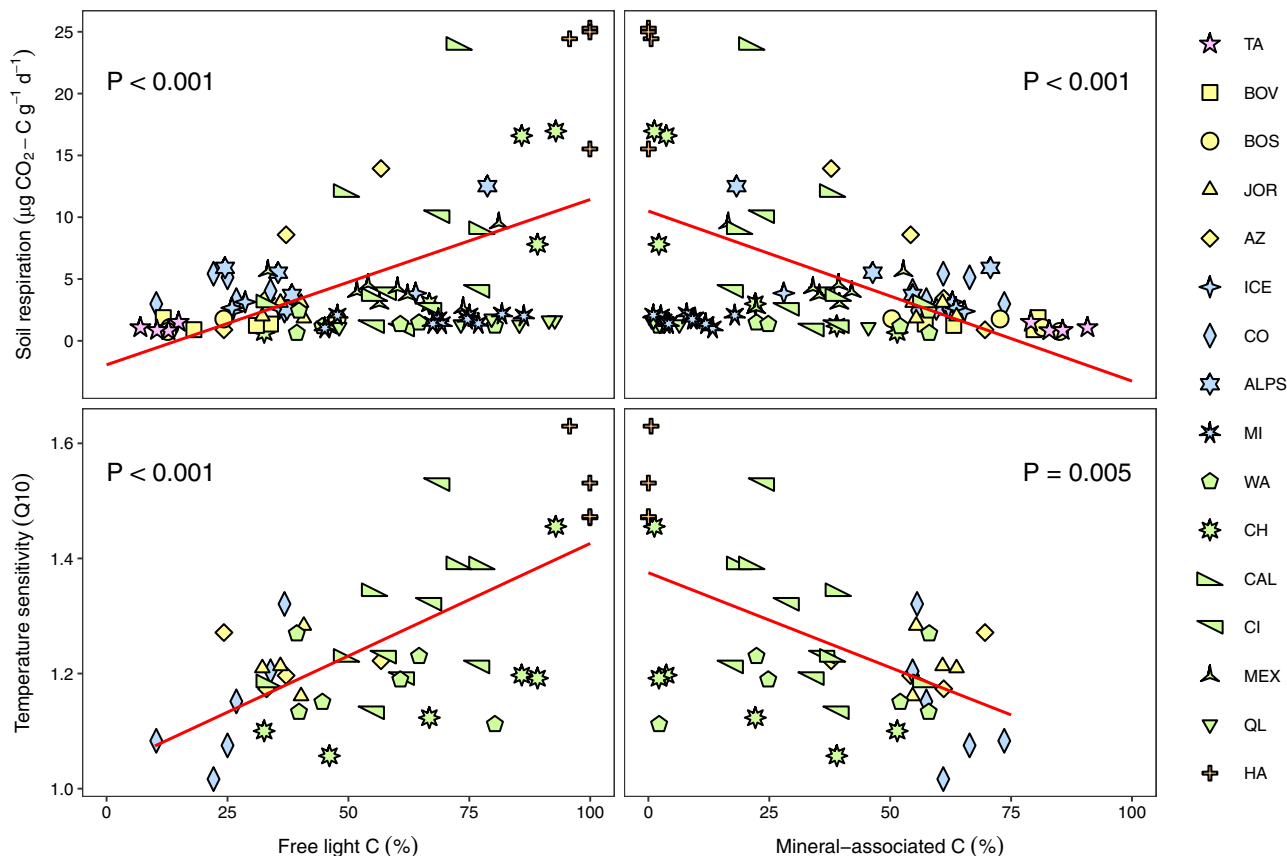 25
20
15
10
5
0
Soil respiration (μg CO₂−C g⁻¹ d⁻¹)
P < 0.001
P < 0.001
1.6
1.4
1.2
1.0
Temperature sensitivity (Q10)
P < 0.001
P = 0.005
0 25 50 75 100
0 25 50 75 100
Free light C (%)
Mineral−associated C (%)
TA
BOV
BOS
JOR
AZ
ICE
CO
ALPS
MI
WA
CH
CAL
CI
MEX
QL
HA